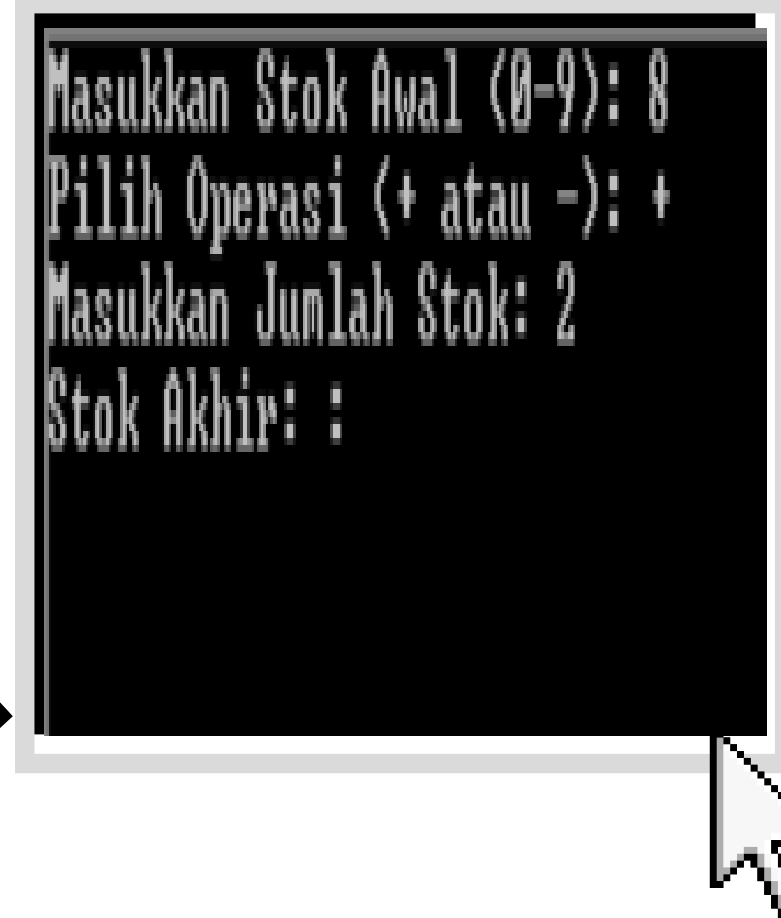 Masukkan Stok Awal (0-9): 8
Pilih Operasi (+ atau -): +
Masukkan Jumlah Stok: 2
Stok Akhir: :